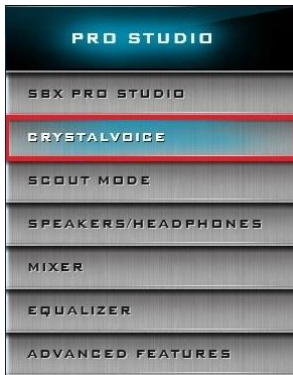 PRO STUDIO
SBX PRO STUDIO
CRYSTALVOICE
SCOUT MODE
SPEAKERS/HEADPHONES
MIXER
EQUALIZER
ADVANCED FEATURES